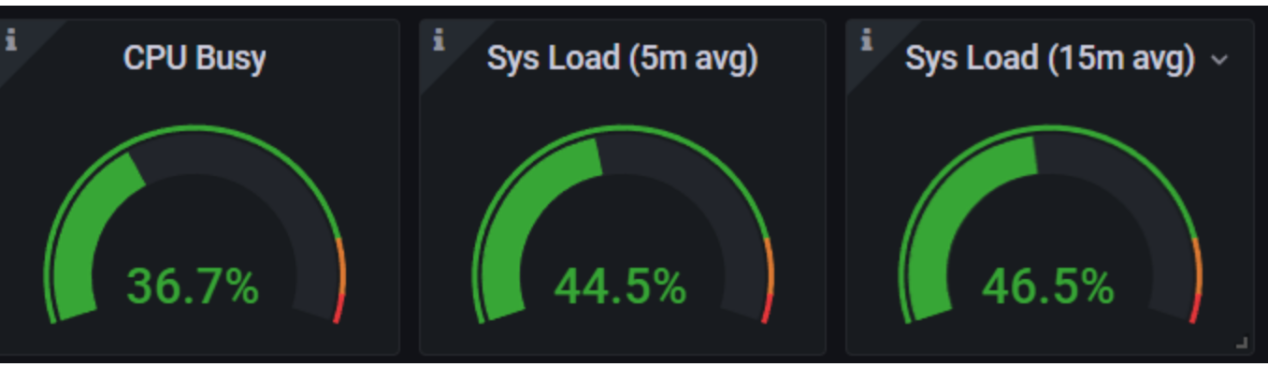 CPU Busy
Sys Load (5m avg)
Sys Load (15m avg)
36.7%
44.5%
46.5%